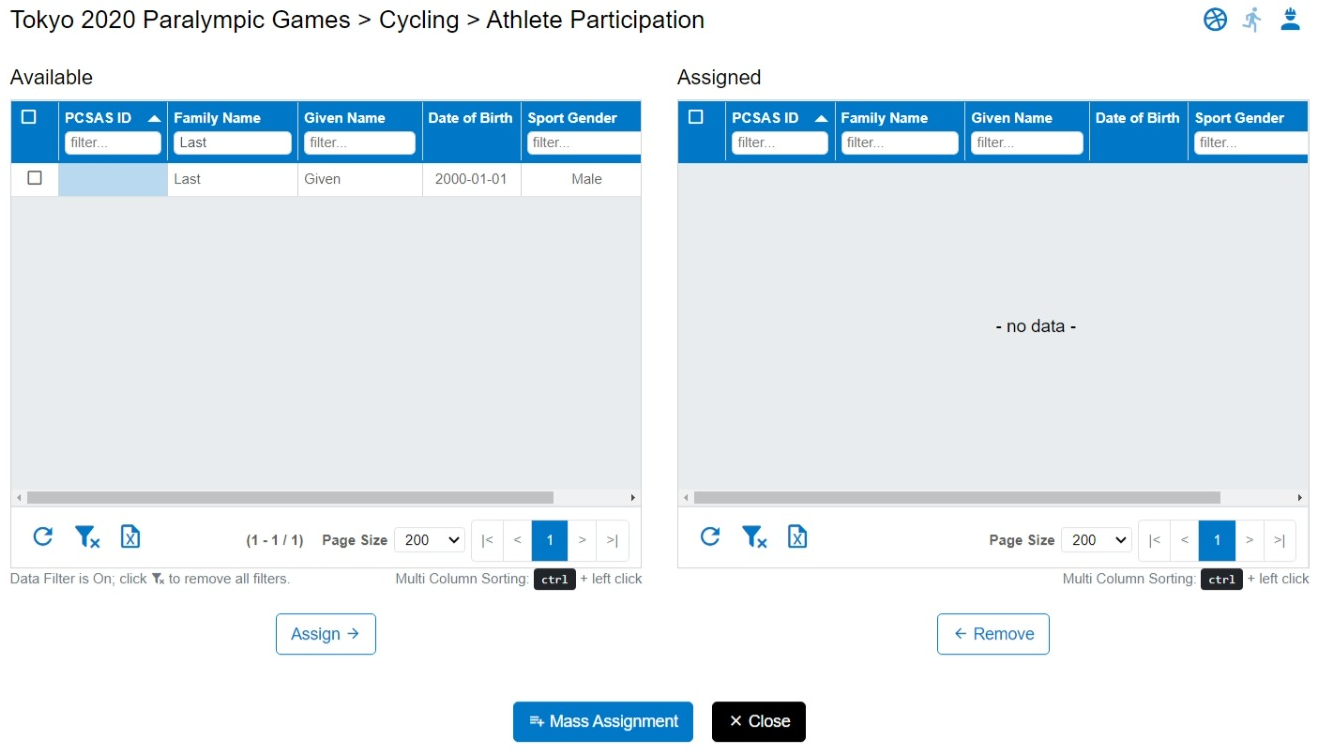 Tokyo 2020 Paralympic Games > Cycling > Athlete Participation
Available
PCSAS ID Family Name Given Name Date of Birth Sport Gender
filter... Last filter... filter...
Last Given 2000-01-01 Male
(1 - 1 / 1) Page Size 200 |< < 1 > >|
Data Filter is On; click to remove all filters. Multi Column Sorting: ctrl + left click
Assign →
Assigned
PCSAS ID Family Name Given Name Date of Birth Sport Gender
filter... filter... filter... filter...
- no data -
Page Size 200 |< < 1 > >|
Multi Column Sorting: ctrl + left click
← Remove
Mass Assignment
× Close